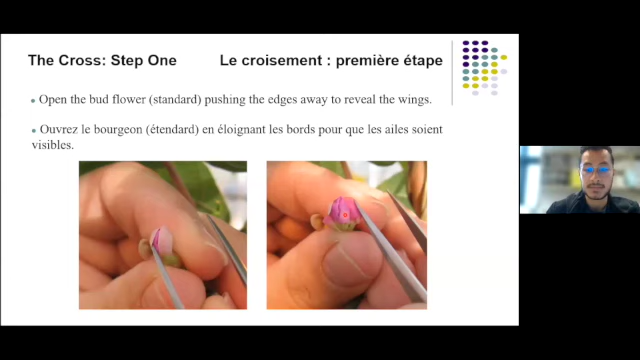 The Cross: Step One
Le croisement : première étape
Open the bud flower (standard) pushing the edges away to reveal the wings.
Ouvrez le bourgeon (étendard) en éloignant les bords pour que les ailes soient
visibles.